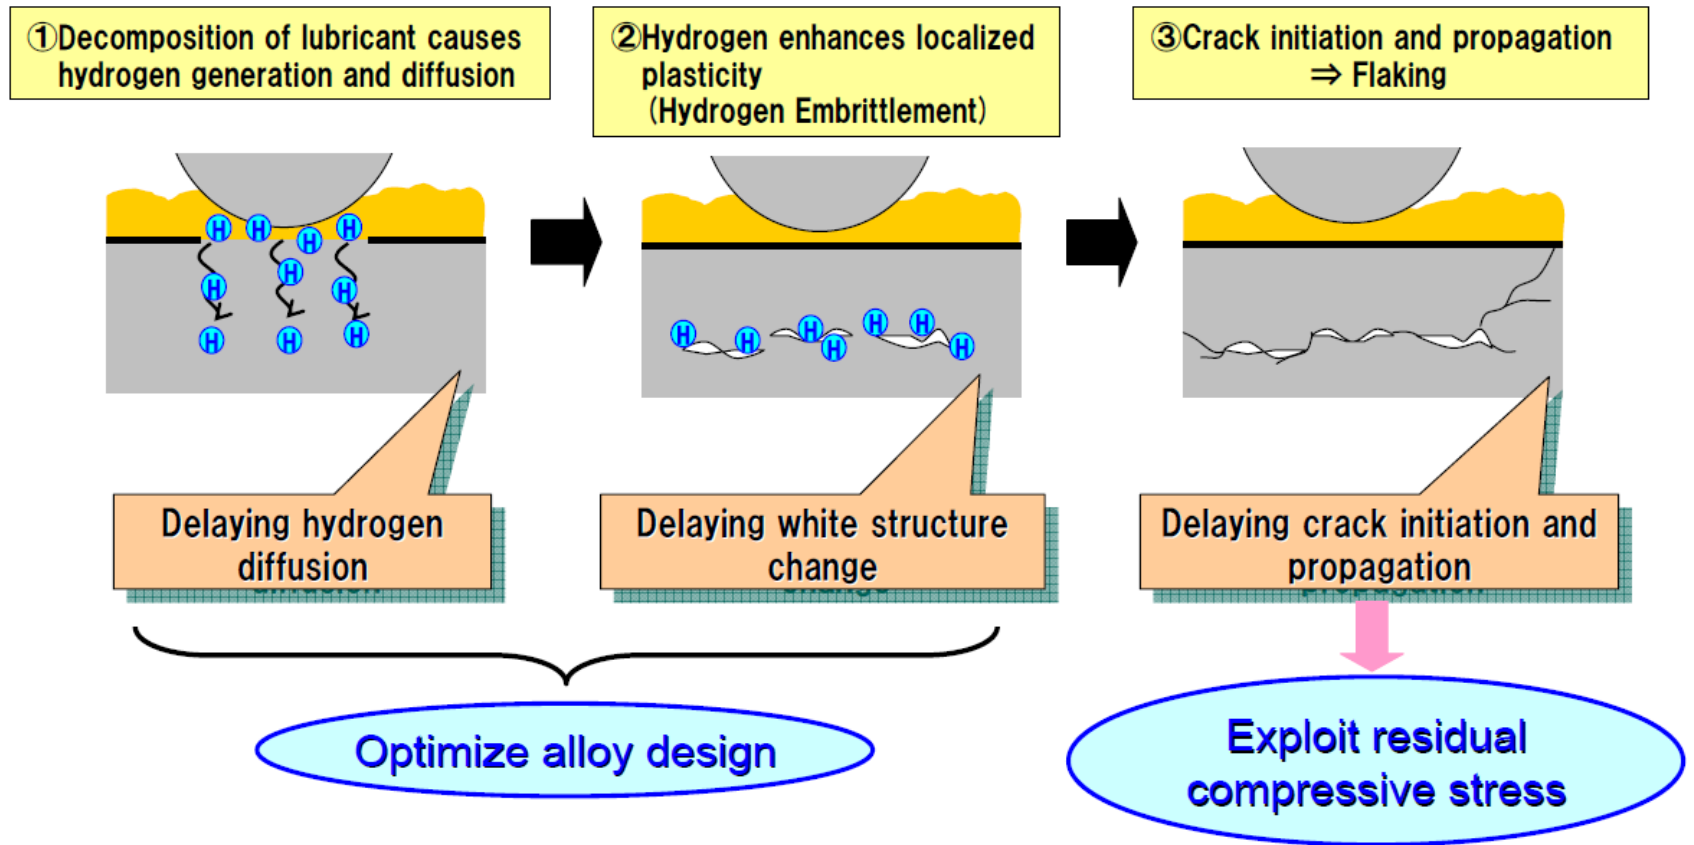 ①Decomposition of lubricant causes
hydrogen generation and diffusion
②Hydrogen enhances localized
plasticity
(Hydrogen Embrittlement)
③Crack initiation and propagation
⇒ Flaking
H H H H
H H H
H H H
H H H H H H H
Delaying hydrogen
diffusion
Delaying white structure
change
Delaying crack initiation and
propagation
Optimize alloy design
Exploit residual
compressive stress